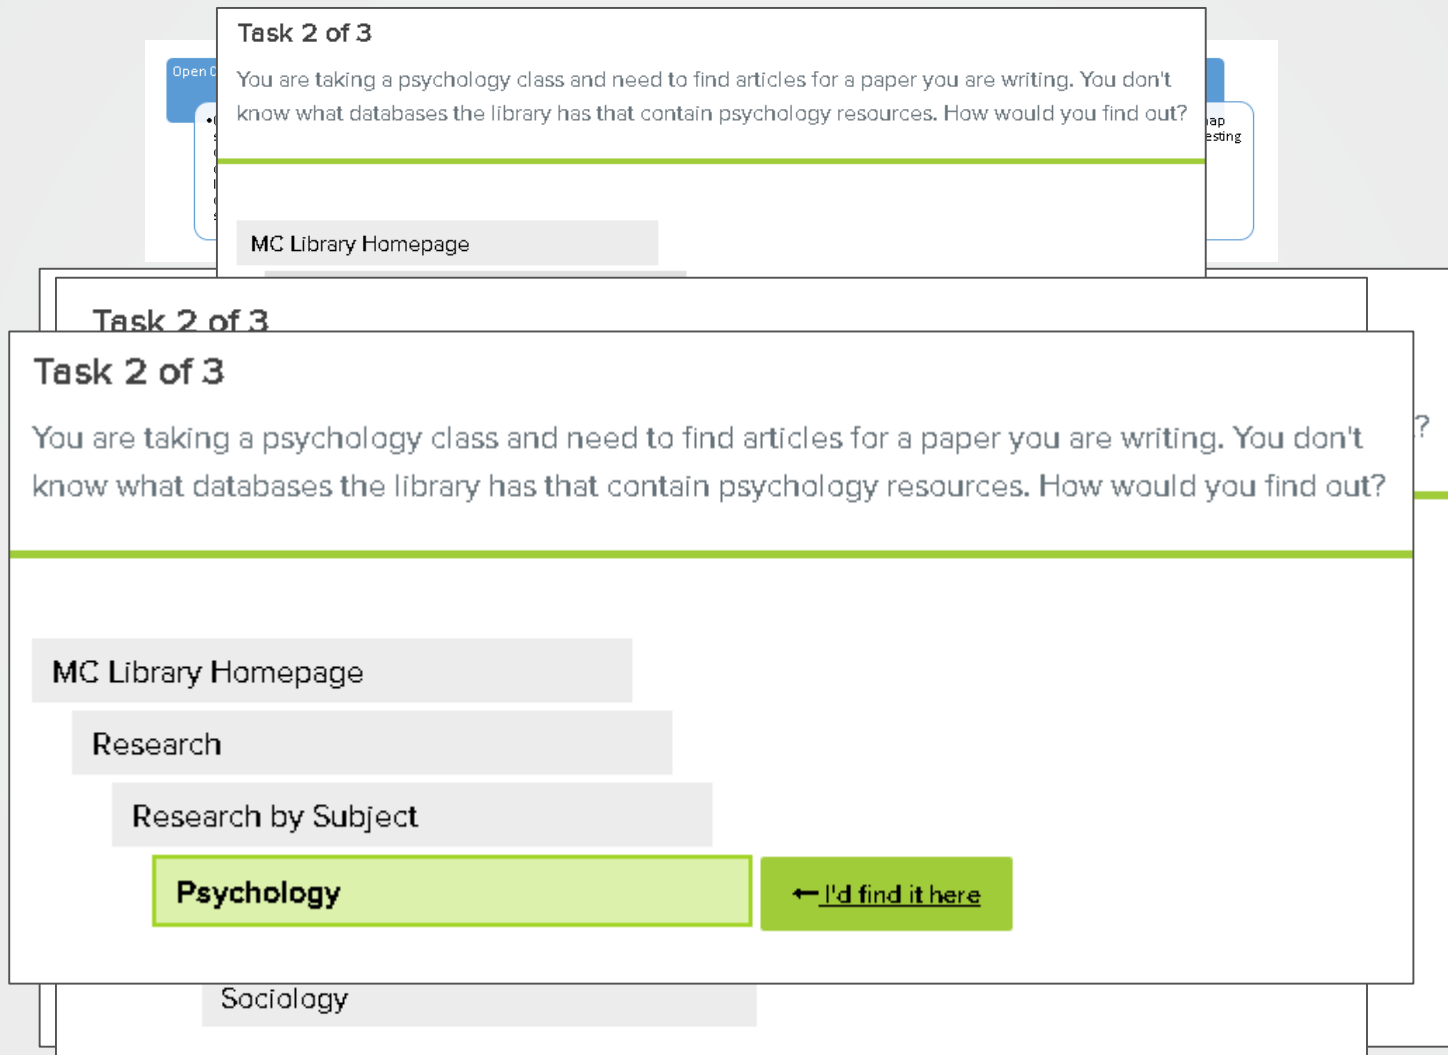 Task 2 of 3
You are taking a psychology class and need to find articles for a paper you are writing. You don't
know what databases the library has that contain psychology resources. How would you find out?
Open
esting
MC Library Homepage
Task 2 of 3
Task 2 of 3
You are taking a psychology class and need to find articles for a paper you are writing. You don't
know what databases the library has that contain psychology resources. How would you find out?
?
MC Library Homepage
Research
Research by Subject
Psychology
←I'd find it here
Sociology